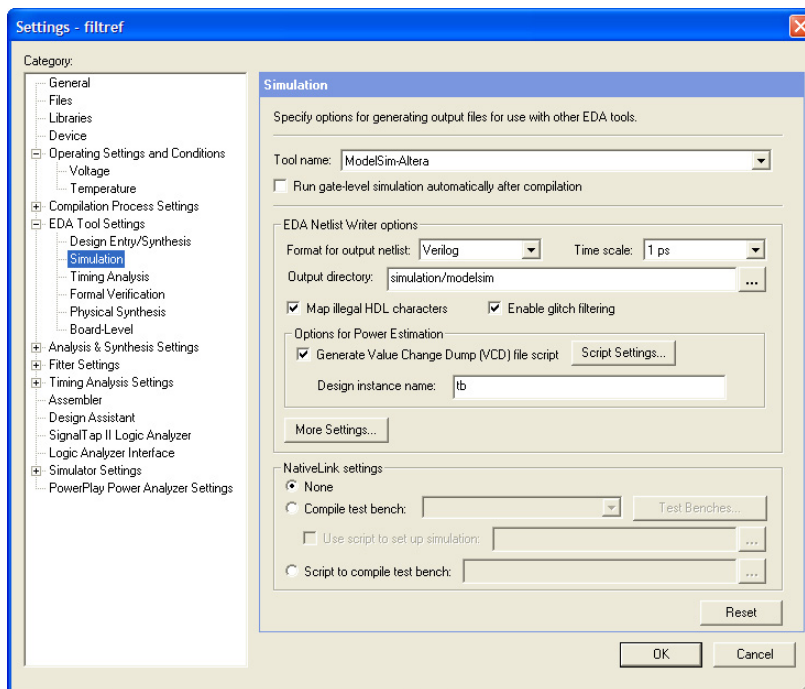 Settings - filtref
Category:
General
Files
Libraries
Device
Operating Settings and Conditions
Voltage
Temperature
Compilation Process Settings
EDA Tool Settings
Design Entry/Synthesis
Simulation
Timing Analysis
Formal Verification
Physical Synthesis
Board-Level
Analysis & Synthesis Settings
Fitter Settings
Timing Analysis Settings
Assembler
Design Assistant
SignalTap II Logic Analyzer
Logic Analyzer Interface
Simulator Settings
PowerPlay Power Analyzer Settings
Simulation
Specify options for generating output files for use with other EDA tools.
Tool name: ModelSim-Altera
Run gate-level simulation automatically after compilation
EDA Netlist Writer options
Format for output netlist: Verilog Time scale: 1 ps
Output directory: simulation/modelsim ...
Map illegal HDL characters Enable glitch filtering
Options for Power Estimation
Generate Value Change Dump (VCD) file script Script Settings...
Design instance name: tb
More Settings...
NativeLink settings
None
Compile test bench: Test Benches...
Use script to set up simulation: ...
Script to compile test bench: ...
Reset
OK Cancel